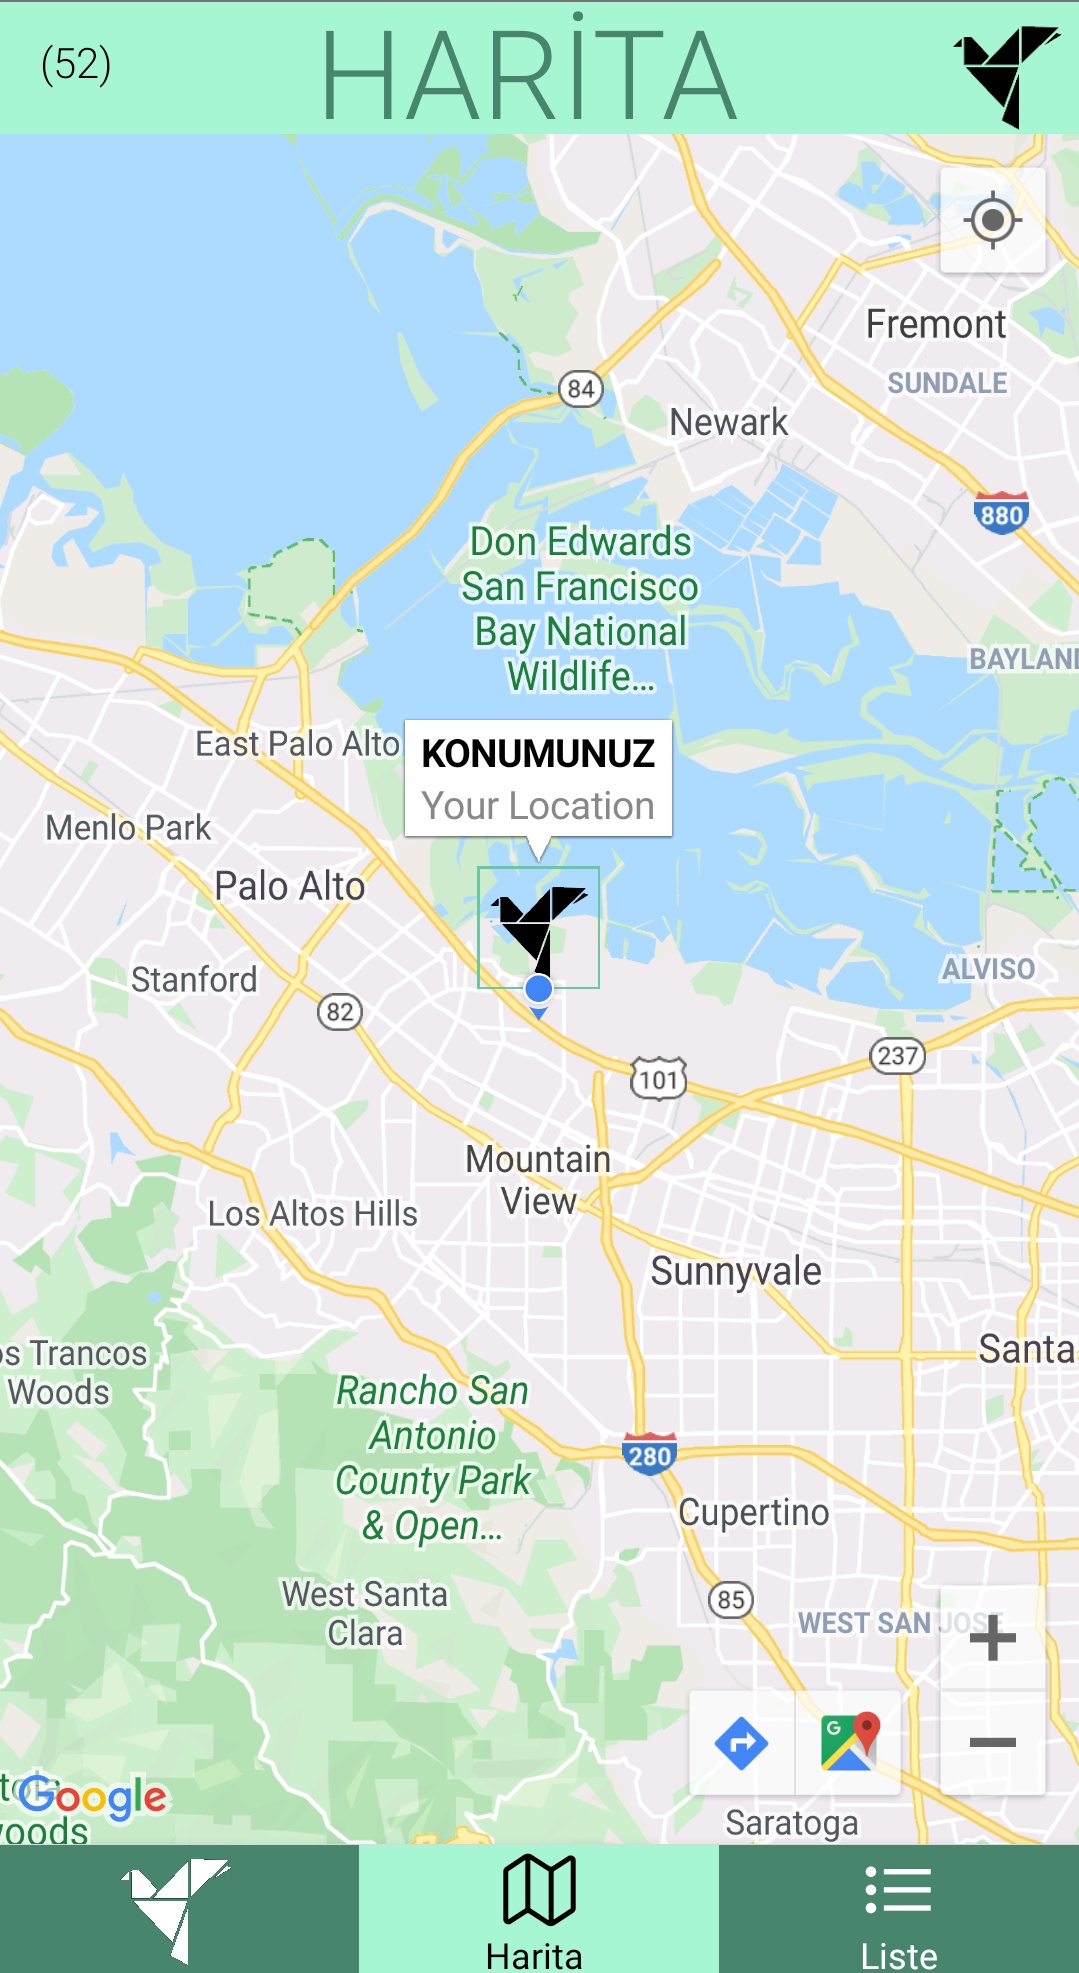 (52)
HARİTA
Fremont
SUNDALE
84
Newark
880
Don Edwards
San Francisco
Bay National
Wildlife...
BAYLAND
East Palo Alto
KONUMUNUZ
Your Location
Menlo Park
Palo Alto
Stanford
ALVISO
82
237
101
Mountain
View
Los Altos Hills
Sunnyvale
os Trancos
Woods
Santa
Rancho San
Antonio
County Park
& Open...
280
Cupertino
West Santa
Clara
85
WEST SAN JOSE
G
Google
oods
Saratoga
Harita
Liste